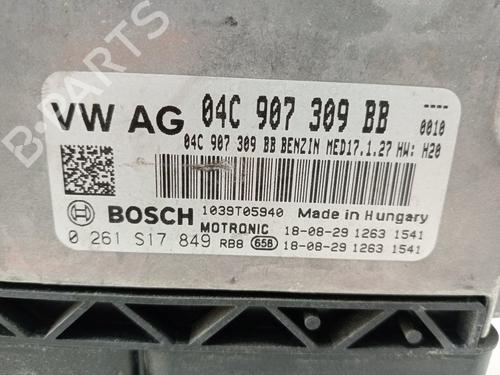 VW AG 04C 907 309 BB ----
0010
04C 907 309 BB BENZIN MED17.1.27 HW: H20
BOSCH 1039T05940 Made in Hungary
MOTRONIC 18-08-29 1263 1541
0 261 S17 849 RBB 658 18-08-29 1263 1541
B-PARTS